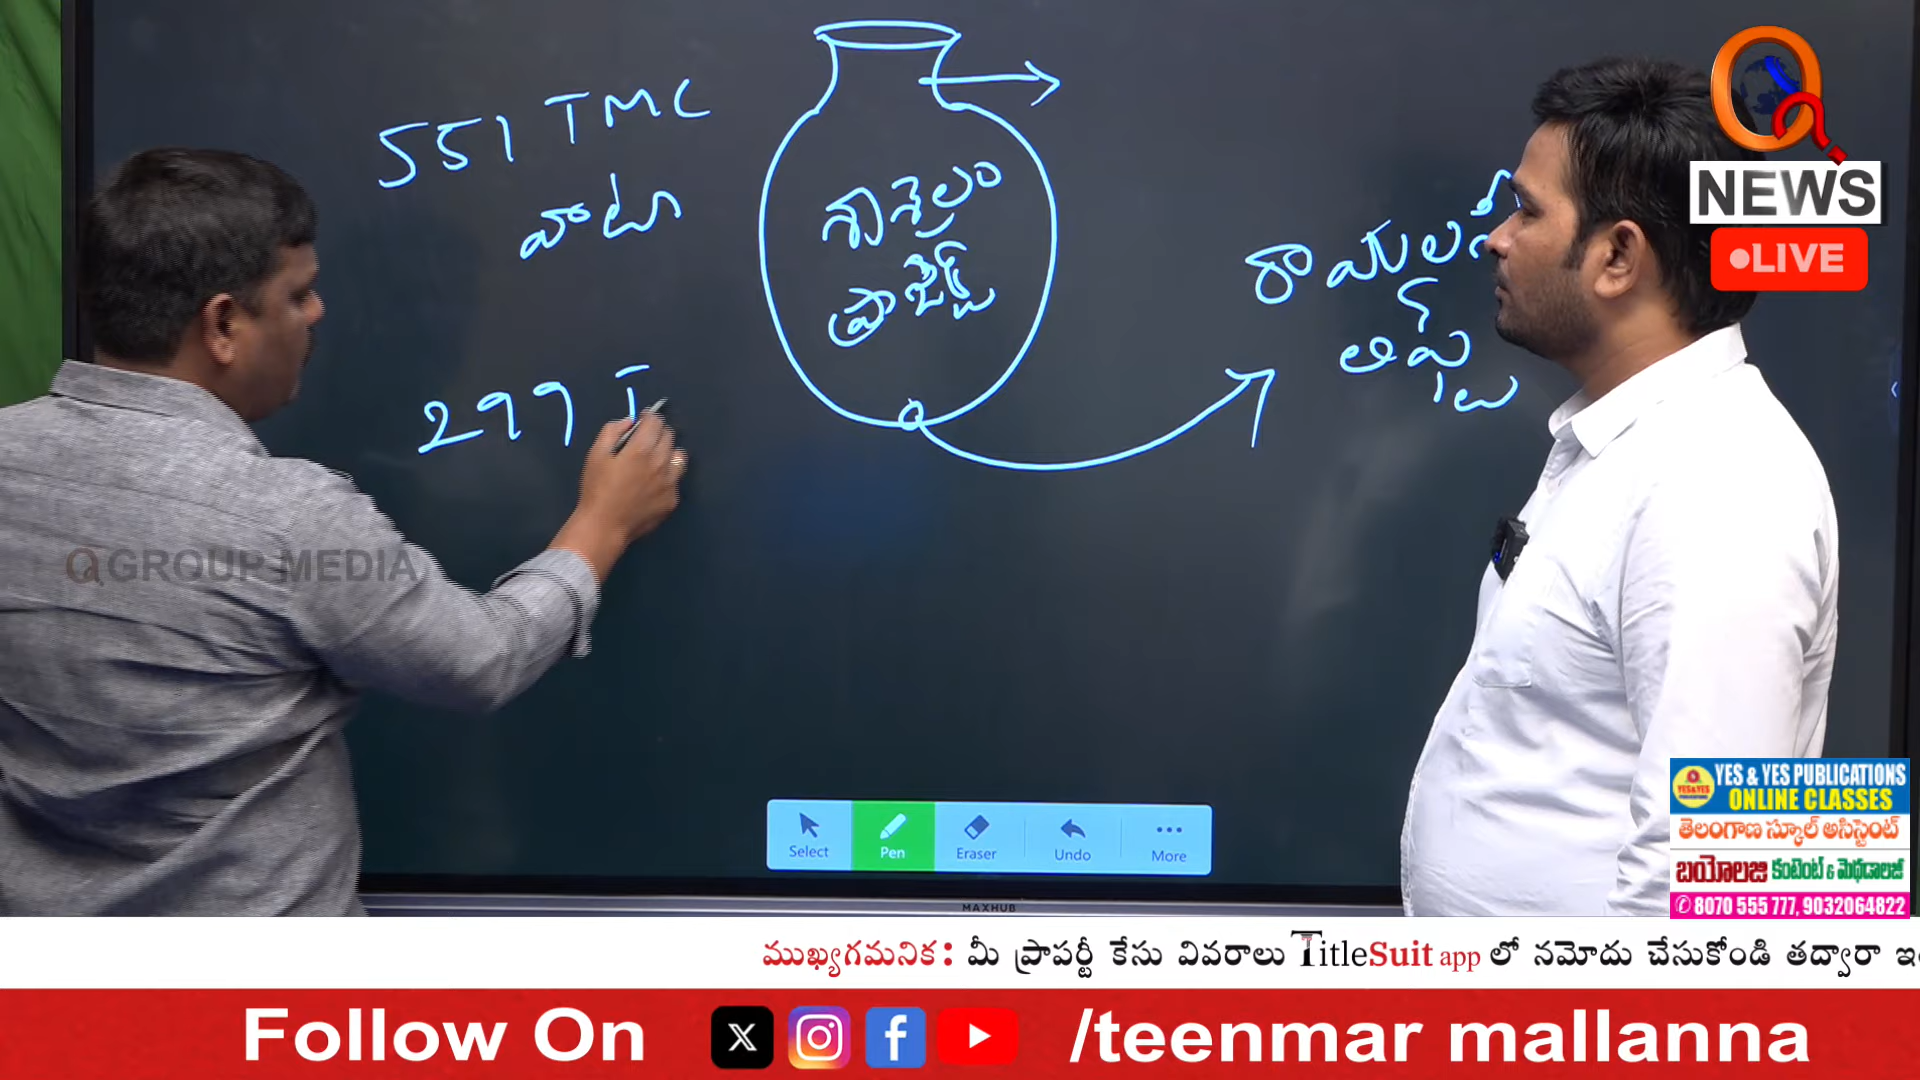 551 TMC
వాటా
శ్రీశైలం
ప్రాజెక్ట్
299 T
లిఫ్టు
Q
NEWS
LIVE
Q GROUP MEDIA
Select
Pen
Eraser
Undo
More
MAXHUB
YES & YES PUBLICATIONS
ONLINE CLASSES
తెలంగాణ స్కూల్ అసిస్టెంట్
బయోలజి కంటెంట్ & మెథడాలజీ
8070 555 777, 9032064822
ముఖ్యగమనిక: మీ ప్రాపర్టీ కేసు వివరాలు TitleSuit app లో నమోదు చేసుకోండి తద్వారా
Follow On /teenmar mallanna